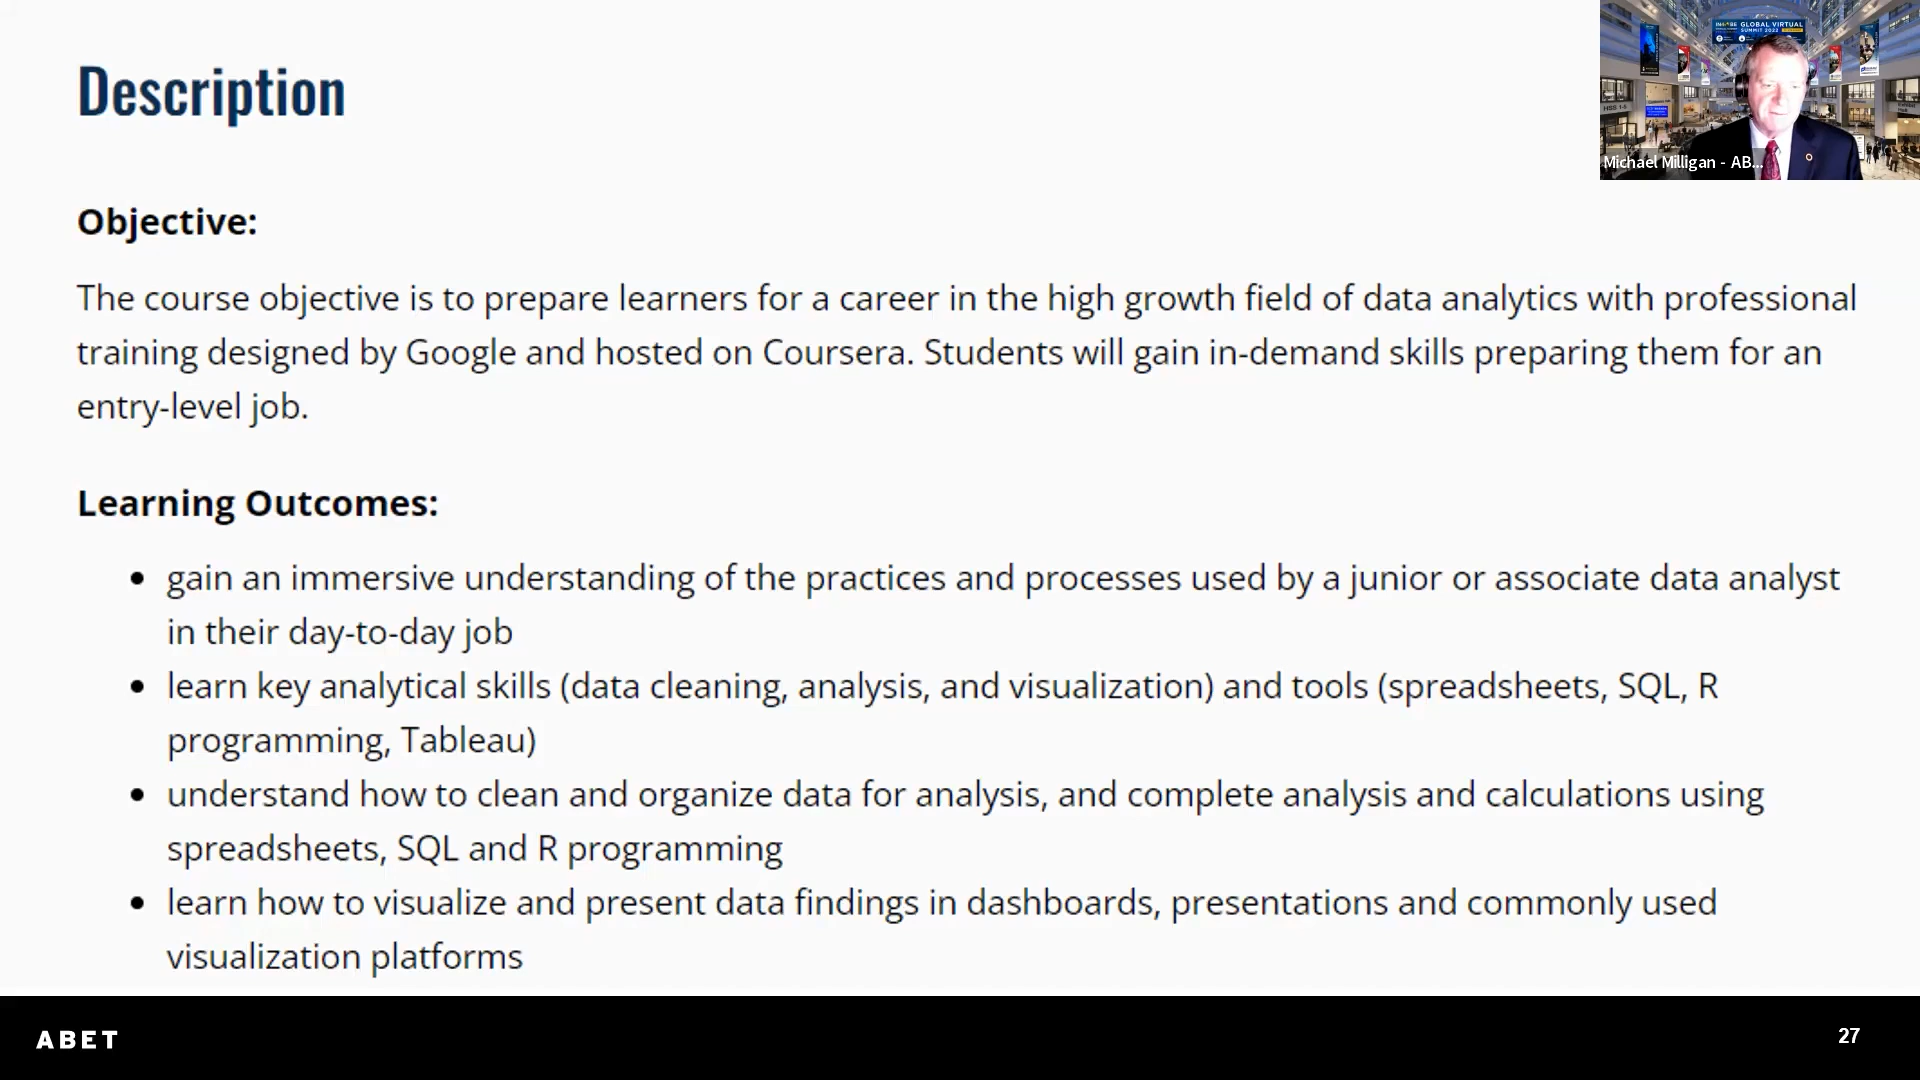 Description
GLOBAL VIRTUAL
SUMMIT 2022
Michael Milligan - AB...
Objective:
The course objective is to prepare learners for a career in the high growth field of data analytics with professional
training designed by Google and hosted on Coursera. Students will gain in-demand skills preparing them for an
entry-level job.
Learning Outcomes:
• gain an immersive understanding of the practices and processes used by a junior or associate data analyst
in their day-to-day job
• learn key analytical skills (data cleaning, analysis, and visualization) and tools (spreadsheets, SQL, R
programming, Tableau)
• understand how to clean and organize data for analysis, and complete analysis and calculations using
spreadsheets, SQL and R programming
• learn how to visualize and present data findings in dashboards, presentations and commonly used
visualization platforms
ABET
27